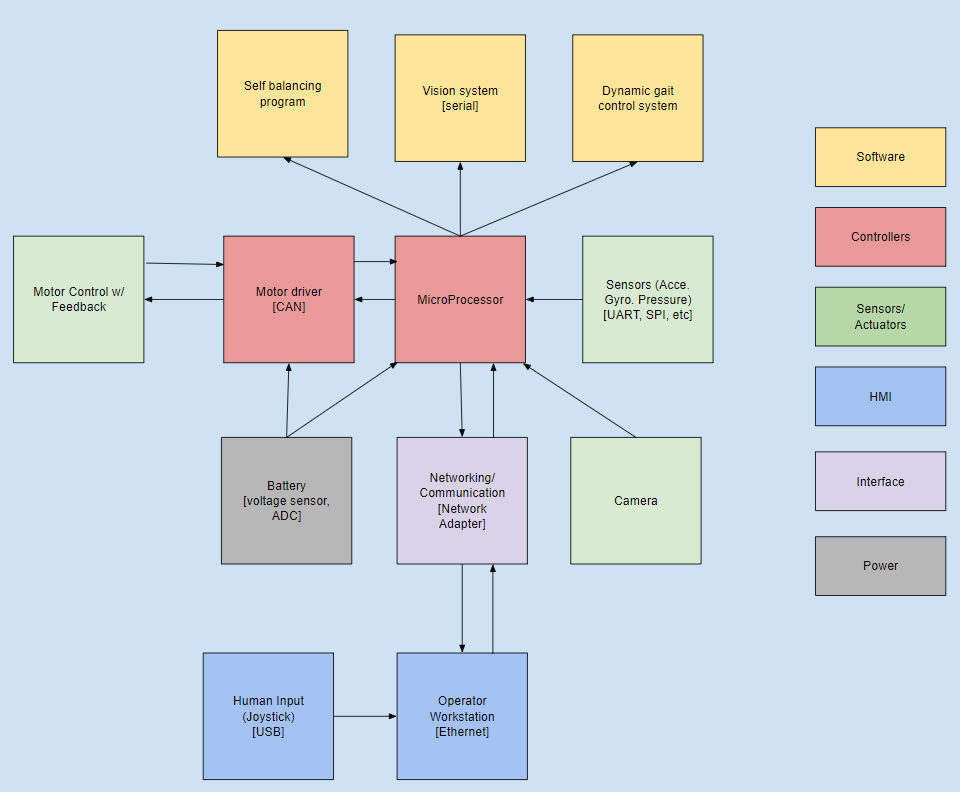 Self balancing
program
Vision system
[serial]
Dynamic gait
control system
Software
Motor Control w/
Feedback
Motor driver
[CAN]
MicroProcessor
Sensors (Acce.
Gyro. Pressure)
[UART, SPI, etc]
Controllers
Sensors/
Actuators
HMI
Battery
[voltage sensor,
ADC]
Networking/
Communication
[Network
Adapter]
Camera
Interface
Power
Human Input
(Joystick)
[USB]
Operator
Workstation
[Ethernet]